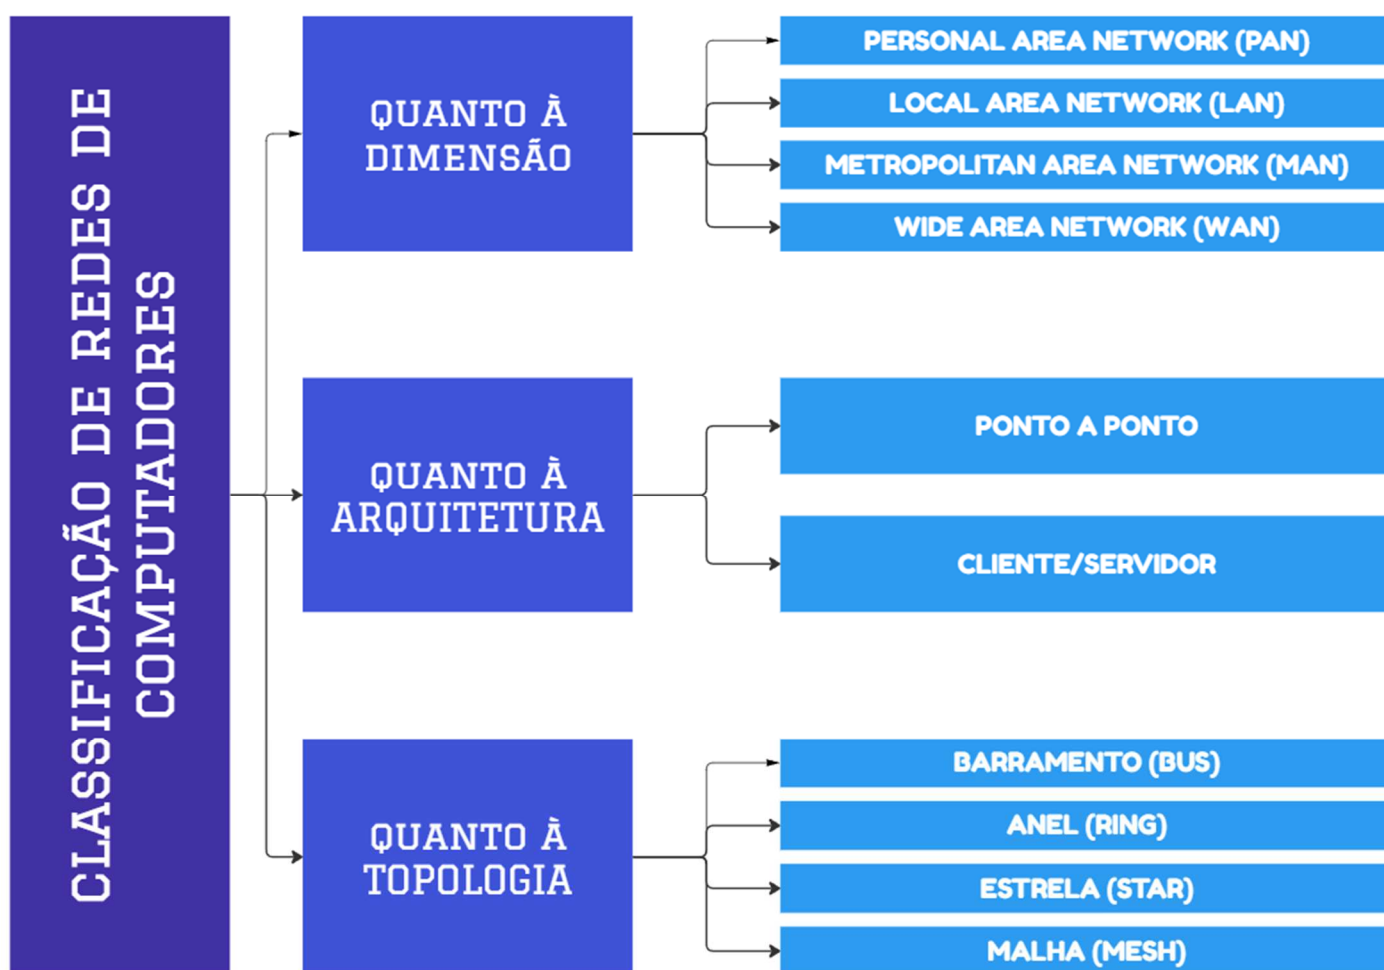 CLASSIFICAÇÃO DE REDES DE
COMPUTADORES
QUANTO À
DIMENSÃO
PERSONAL AREA NETWORK (PAN)
LOCAL AREA NETWORK (LAN)
METROPOLITAN AREA NETWORK (MAN)
WIDE AREA NETWORK (WAN)
QUANTO À
ARQUITETURA
PONTO A PONTO
CLIENTE/SERVIDOR
QUANTO À
TOPOLOGIA
BARRAMENTO (BUS)
ANEL (RING)
ESTRELA (STAR)
MALHA (MESH)